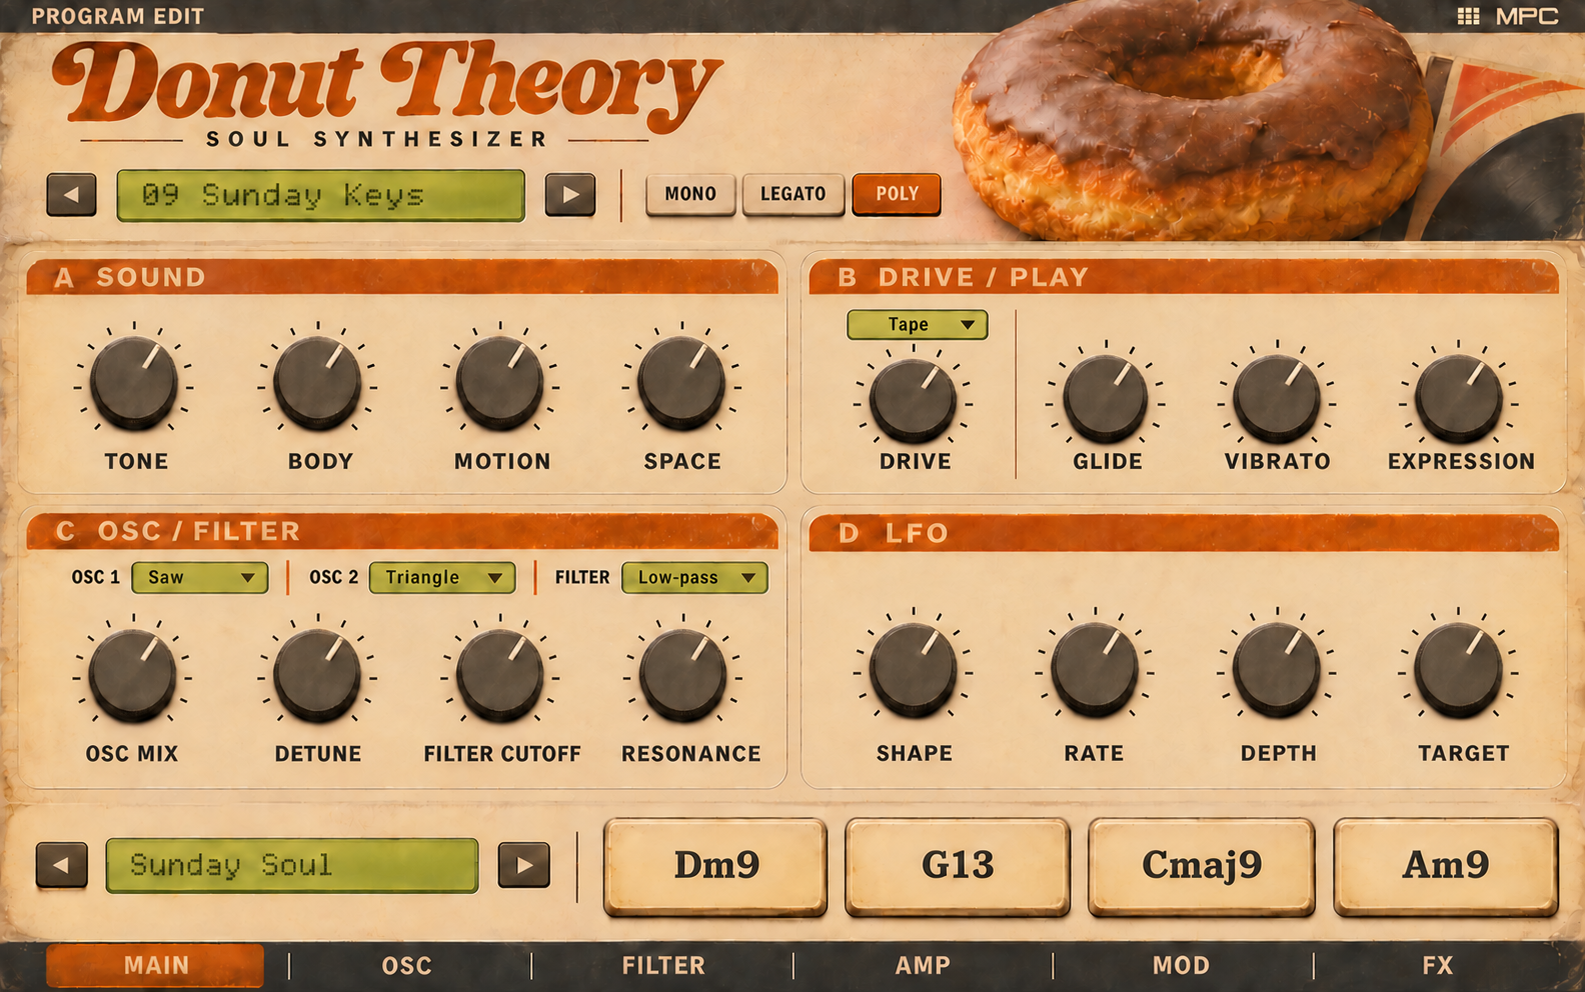 PROGRAM EDIT
MPC
Donut Theory
SOUL SYNTHESIZER
09 Sunday Keys
MONO
LEGATO
POLY
A SOUND
TONE
BODY
MOTION
SPACE
B DRIVE / PLAY
Tape
DRIVE
GLIDE
VIBRATO
EXPRESSION
C OSC / FILTER
OSC 1
Saw
OSC 2
Triangle
FILTER
Low-pass
OSC MIX
DETUNE
FILTER CUTOFF
RESONANCE
D LFO
SHAPE
RATE
DEPTH
TARGET
Sunday Soul
Dm9
G13
Cmaj9
Am9
MAIN
OSC
FILTER
AMP
MOD
FX